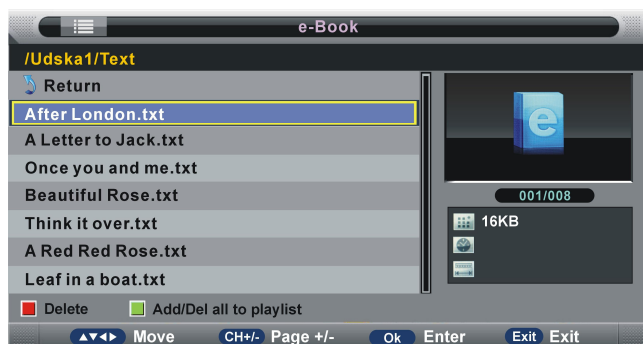 e-Book
/Udska1/Text
Return
After London.txt
A Letter to Jack.txt
Once you and me.txt
Beautiful Rose.txt
Think it over.txt
A Red Red Rose.txt
Leaf in a boat.txt
e
001/008
16KB
Delete Add/Del all to playlist
▲▼◀▶ Move CH+/- Page +/- Ok Enter Exit Exit